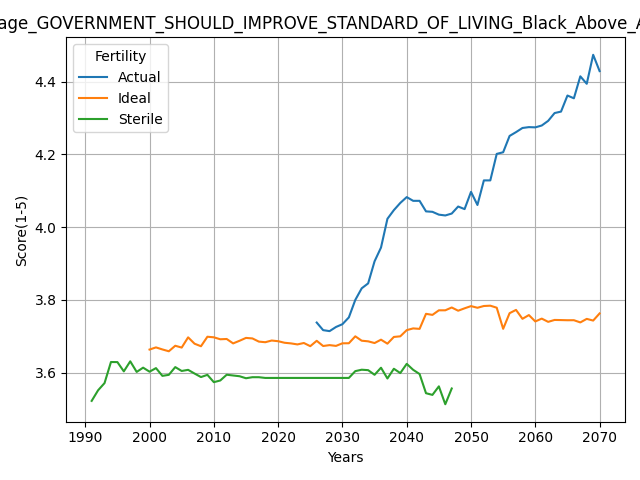 age_GOVERNMENT_SHOULD_IMPROVE_STANDARD_OF_LIVING_Black_Above_A
Fertility
Actual
Ideal
Sterile
Score(1-5)
4.4
4.2
4.0
3.8
3.6
1990 2000 2010 2020 2030 2040 2050 2060 2070
Years